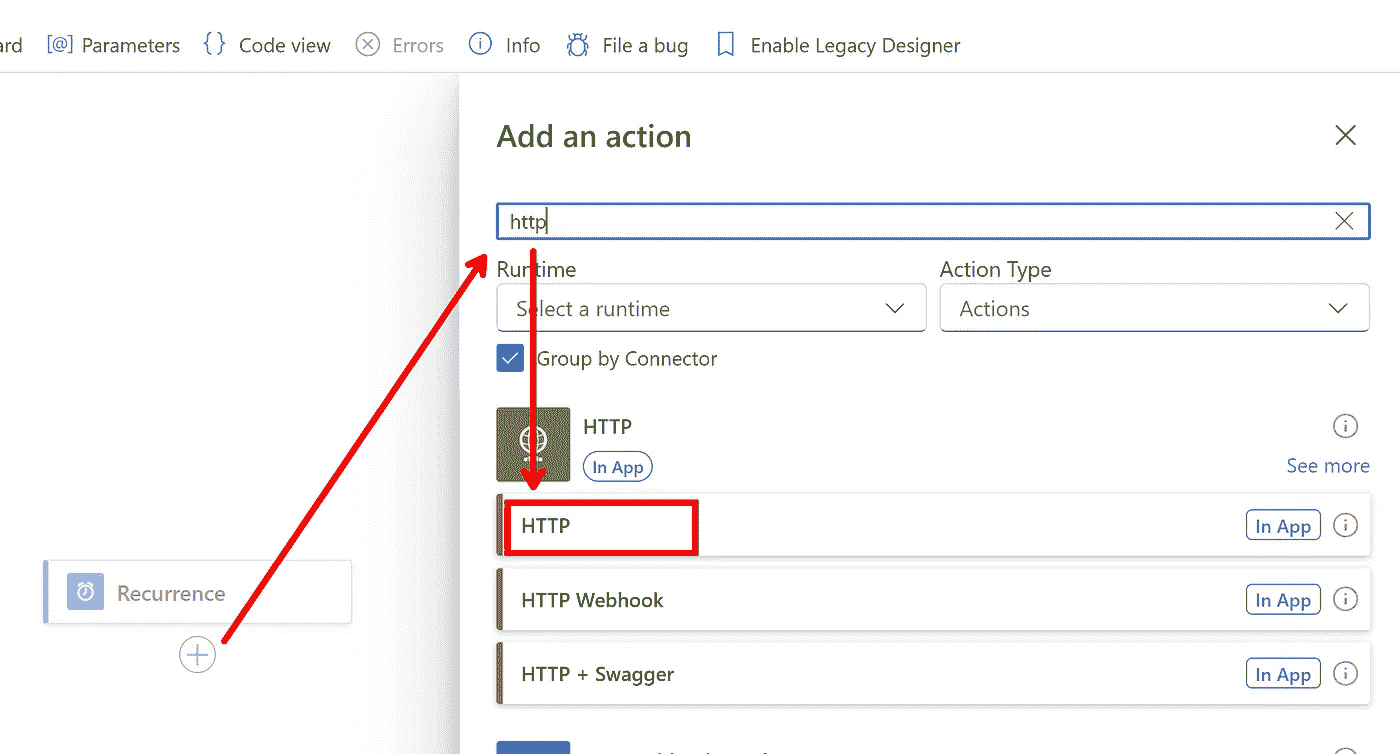 ard [@] Parameters {} Code view Errors Info File a bug Enable Legacy Designer
Add an action
http
Runtime Action Type
Select a runtime Actions
Group by Connector
HTTP
In App
See more
HTTP In App
HTTP Webhook In App
HTTP + Swagger In App
Recurrence